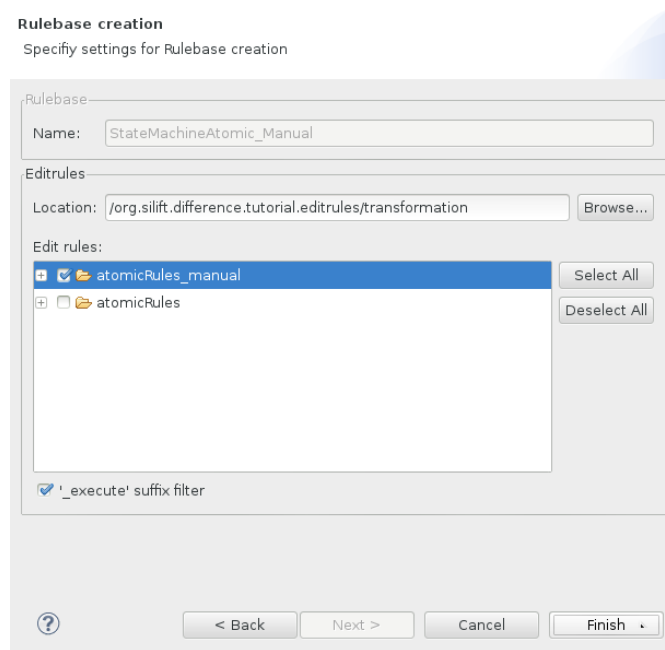 Rulebase creation
Specifiy settings for Rulebase creation
Rulebase
Name: StateMachineAtomic_Manual
Editrules
Location: /org.silift.difference.tutorial.editrules/transformation Browse...
Edit rules:
atomicRules_manual Select All
atomicRules Deselect All
'_execute' suffix filter
? < Back Next > Cancel Finish